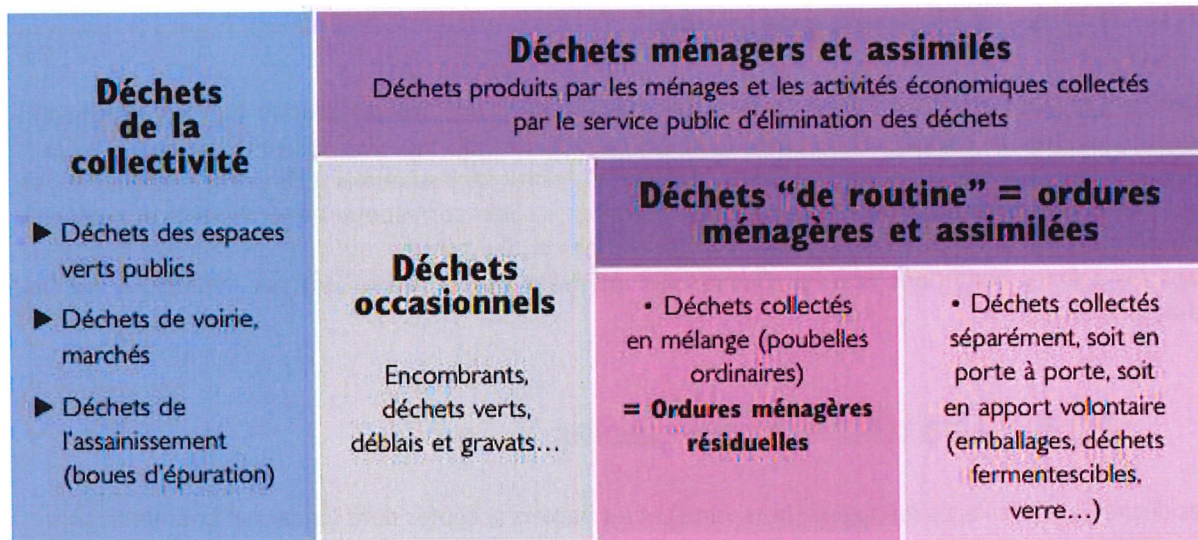 Déchets
de la
collectivité
▶ Déchets des espaces
verts publics
▶ Déchets de voirie,
marchés
▶ Déchets de
l'assainissement
(boues d'épuration)
Déchets ménagers et assimilés
Déchets produits par les ménages et les activités économiques collectés
par le service public d'élimination des déchets
Déchets
occasionnels
Encombrants,
déchets verts,
déblais et gravats...
Déchets “de routine” = ordures
ménagères et assimilées
• Déchets collectés
en mélange (poubelles
ordinaires)
= Ordures ménagères
résiduelles
• Déchets collectés
séparément, soit en
porte à porte, soit
en apport volontaire
(emballages, déchets
fermentescibles,
verre...)